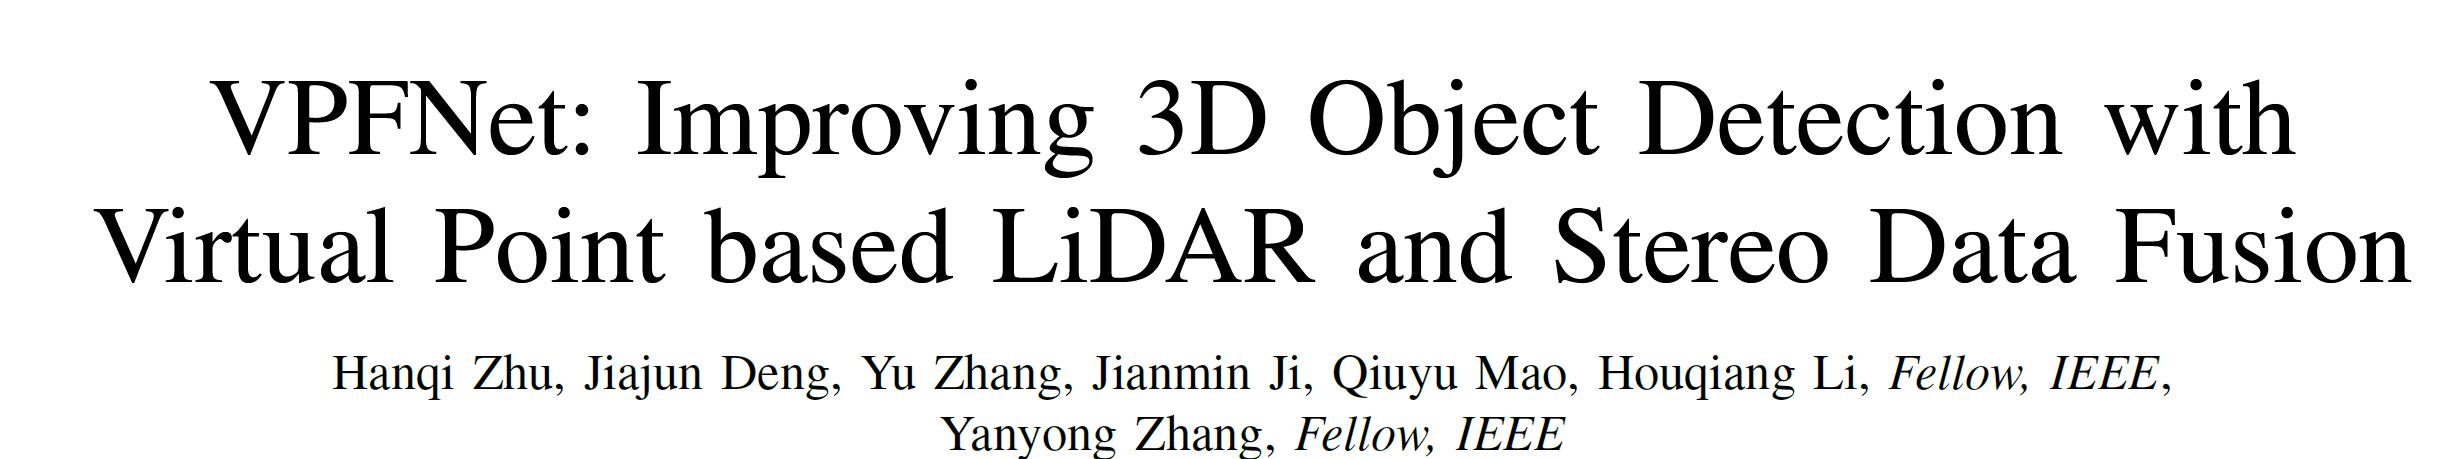 VPFNet: Improving 3D Object Detection with
Virtual Point based LiDAR and Stereo Data Fusion
Hanqi Zhu, Jiajun Deng, Yu Zhang, Jianmin Ji, Qiuyu Mao, Houqiang Li, Fellow, IEEE,
Yanyong Zhang, Fellow, IEEE